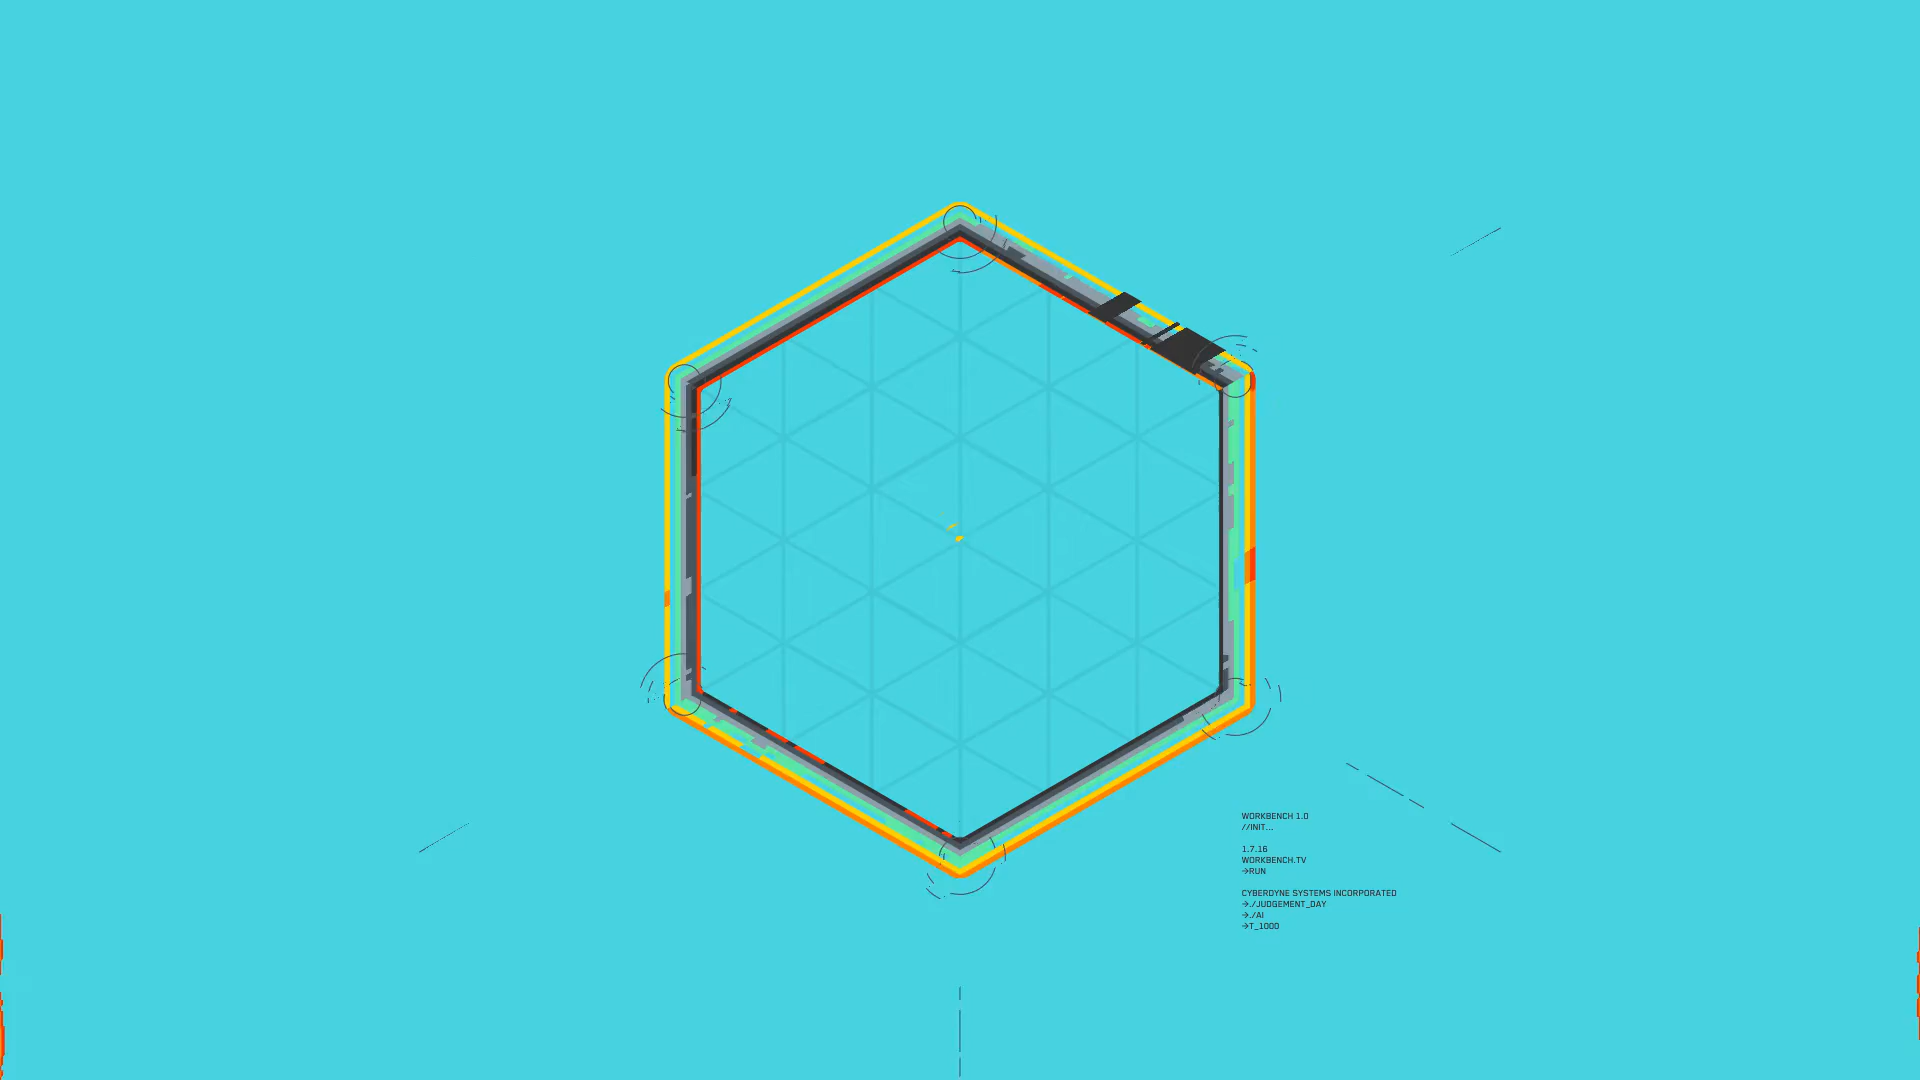 WORKBENCH 1.0
//INIT...
1.7.16
WORKBENCH.TV
→RUN
CYBERDYNE SYSTEMS INCORPORATED
→./JUDGEMENT_DAY
→./AI
→T_1000